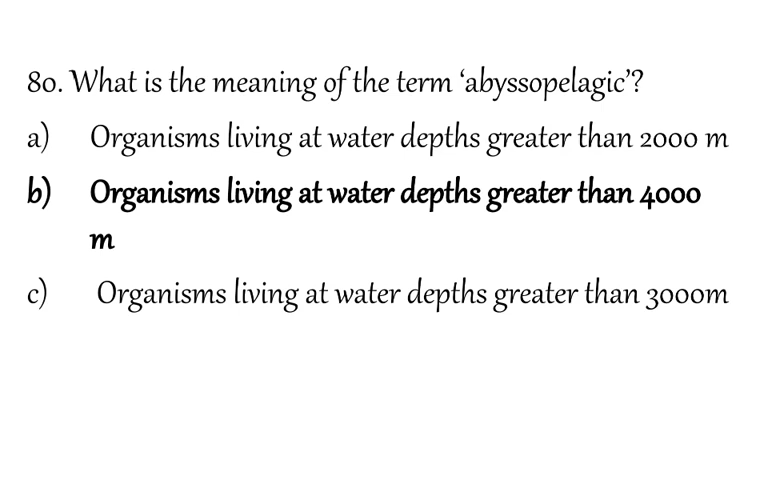 80. What is the meaning of the term ‘abyssopelagic’?
a) Organisms living at water depths greater than 2000 m
b) Organisms living at water depths greater than 4000
m
c) Organisms living at water depths greater than 3000m